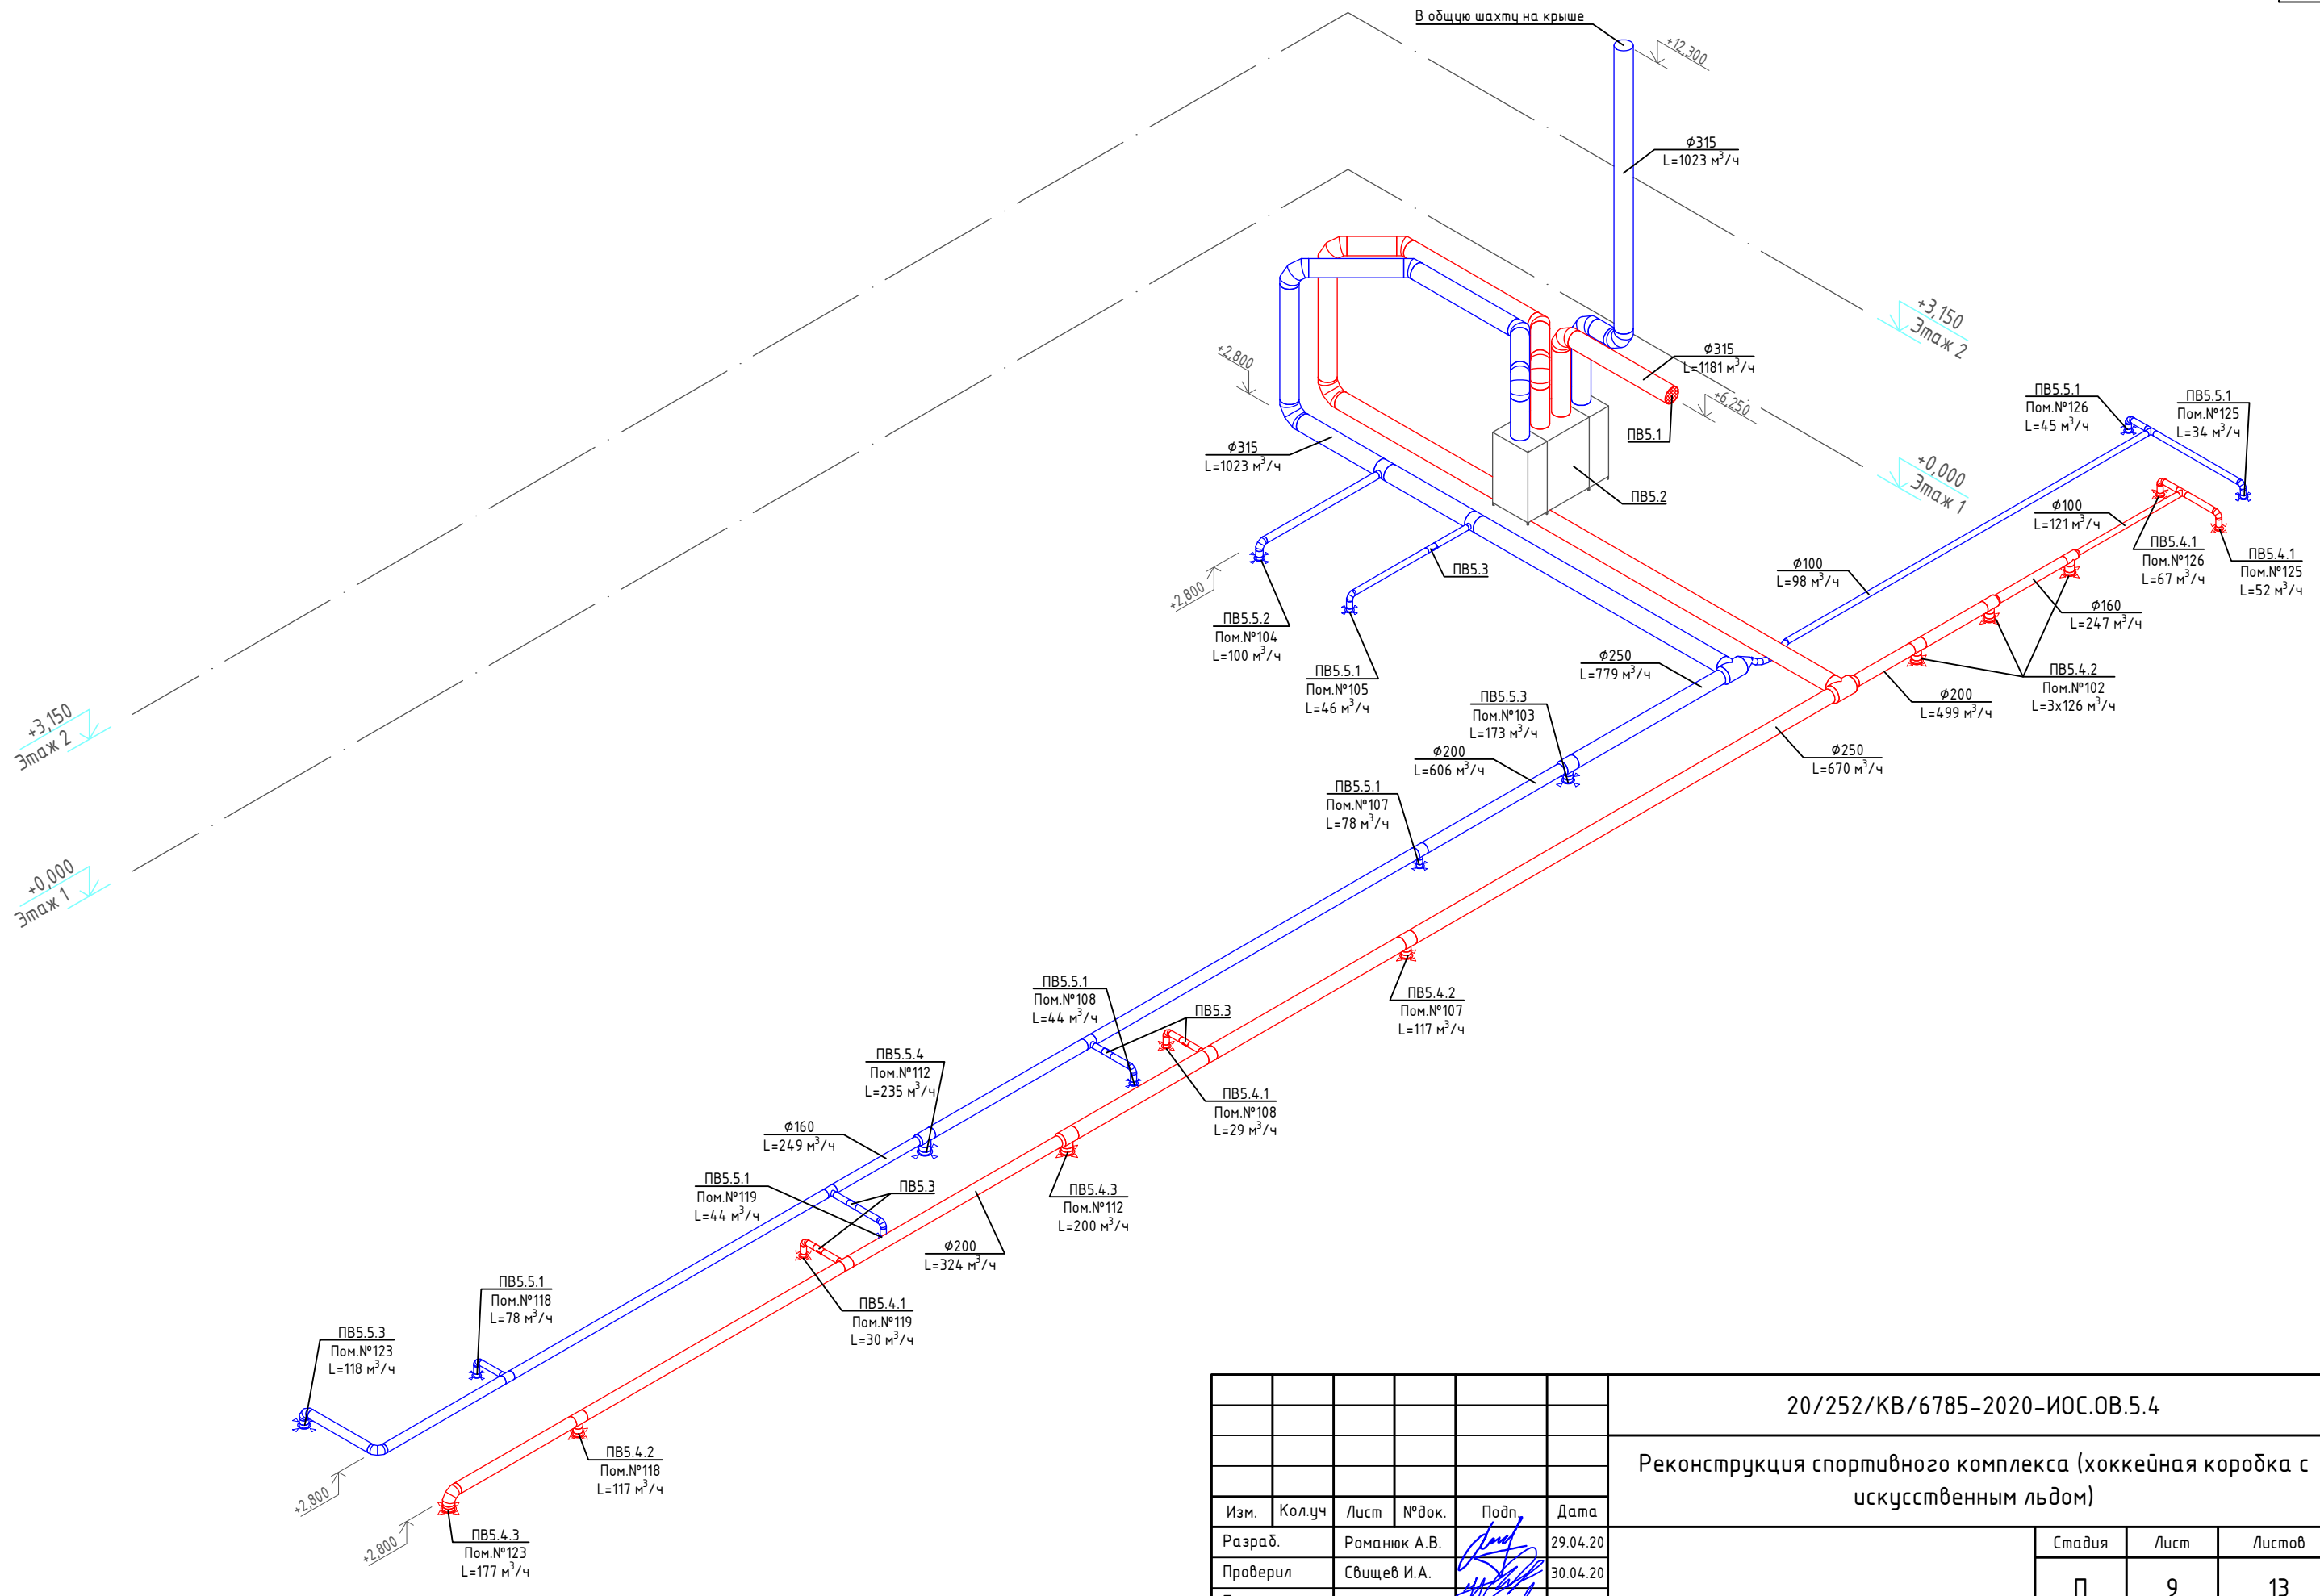 В общую шахту на крыше
+12.300
ϕ315
L=1023 м³/ч
+3,150
Этаж 2
ϕ315
L=1181 м³/ч
+6.250
ПВ5.1
ПВ5.2
+0,000
Этаж 1
+2,800
ϕ315
L=1023 м³/ч
ПВ5.5.1
Пом.№126
L=45 м³/ч
ПВ5.5.1
Пом.№125
L=34 м³/ч
ϕ100
L=121 м³/ч
ПВ5.4.1
Пом.№126
L=67 м³/ч
ПВ5.4.1
Пом.№125
L=52 м³/ч
ϕ100
L=98 м³/ч
ϕ160
L=247 м³/ч
ПВ5.3
+2,800
ПВ5.5.2
Пом.№104
L=100 м³/ч
ПВ5.5.1
Пом.№105
L=46 м³/ч
ϕ250
L=779 м³/ч
ПВ5.4.2
Пом.№102
L=3х126 м³/ч
ϕ200
L=499 м³/ч
ПВ5.5.3
Пом.№103
L=173 м³/ч
ϕ250
L=670 м³/ч
ϕ200
L=606 м³/ч
+3,150
Этаж 2
ПВ5.5.1
Пом.№107
L=78 м³/ч
+0,000
Этаж 1
ПВ5.5.1
Пом.№108
L=44 м³/ч
ПВ5.3
ПВ5.4.2
Пом.№107
L=117 м³/ч
ПВ5.5.4
Пом.№112
L=235 м³/ч
ПВ5.4.1
Пом.№108
L=29 м³/ч
ϕ160
L=249 м³/ч
ПВ5.5.1
Пом.№119
L=44 м³/ч
ПВ5.3
ПВ5.4.3
Пом.№112
L=200 м³/ч
ϕ200
L=324 м³/ч
ПВ5.5.1
Пом.№118
L=78 м³/ч
ПВ5.4.1
Пом.№119
L=30 м³/ч
ПВ5.5.3
Пом.№123
L=118 м³/ч
ПВ5.4.2
Пом.№118
L=117 м³/ч
+2,800
+2,800
ПВ5.4.3
Пом.№123
L=177 м³/ч
20/252/КВ/6785-2020-ИОС.ОВ.5.4
Реконструкция спортивного комплекса (хоккейная коробка с
искусственным льдом)
Изм. Кол.уч Лист №док. Подп. Дата
Разраб. Романюк А.В. 29.04.20
Стадия Лист Листов
Проверил Свищев И.А. 30.04.20
П 9 13